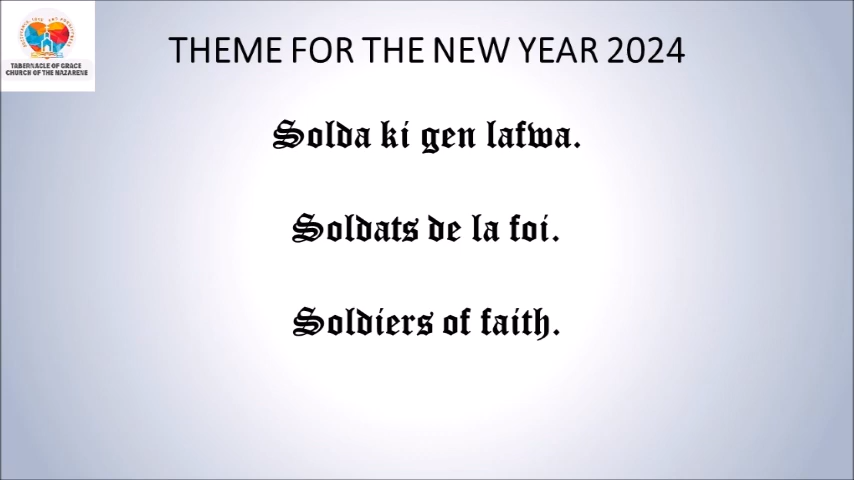 TABERNACLE OF GRACE
CHURCH OF THE NAZARENE
THEME FOR THE NEW YEAR 2024
Solda ki gen lafwa.
Soldats de la foi.
Soldiers of faith.